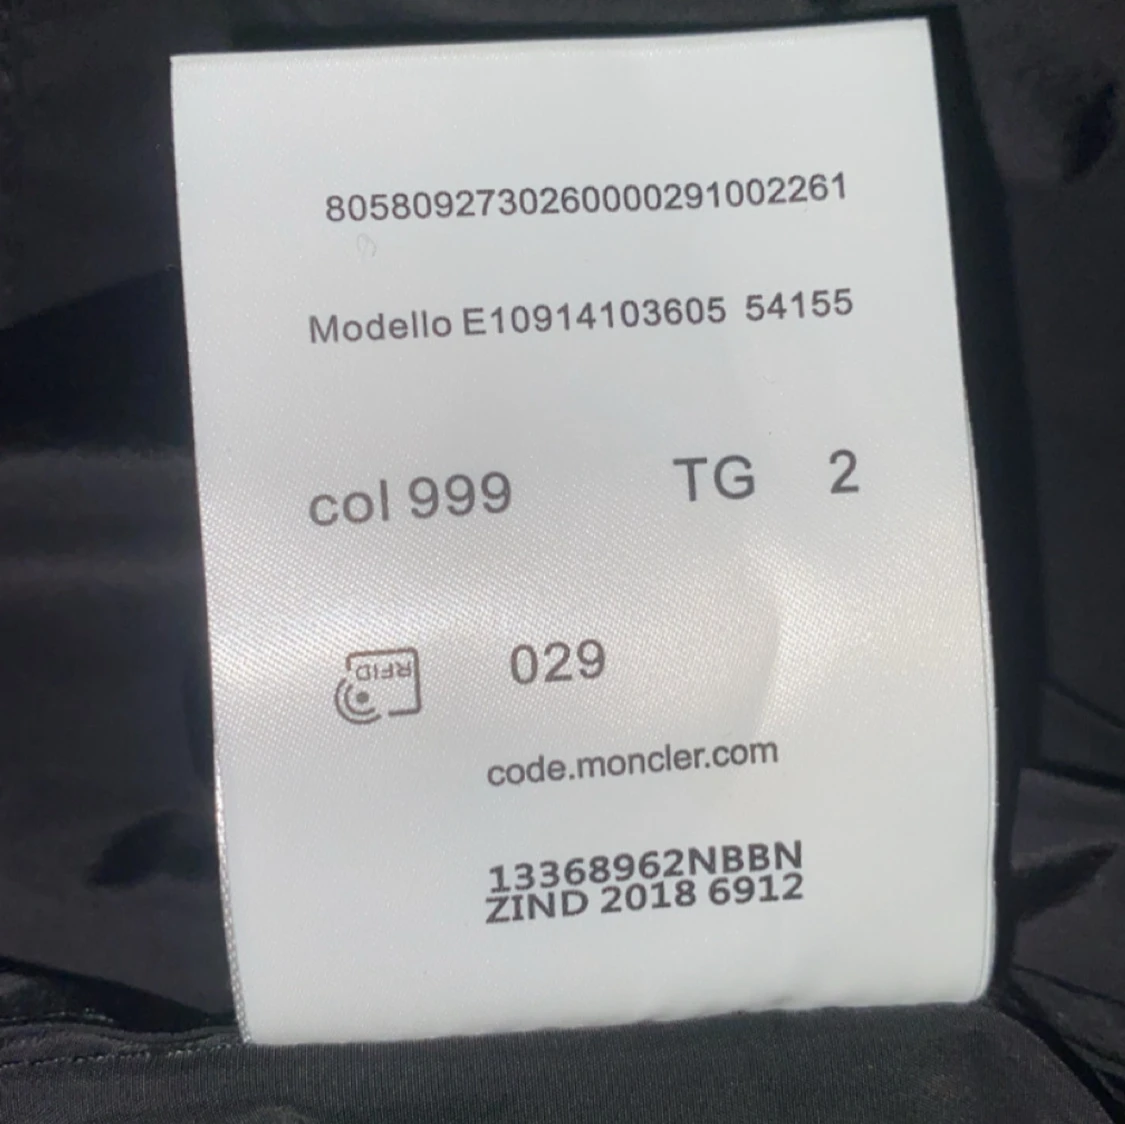 8058092730260000291002261
Modello E10914103605 54155
col 999 TG 2
RFID 029
code.moncler.com
13368962NBBN
ZIND 2018 6912